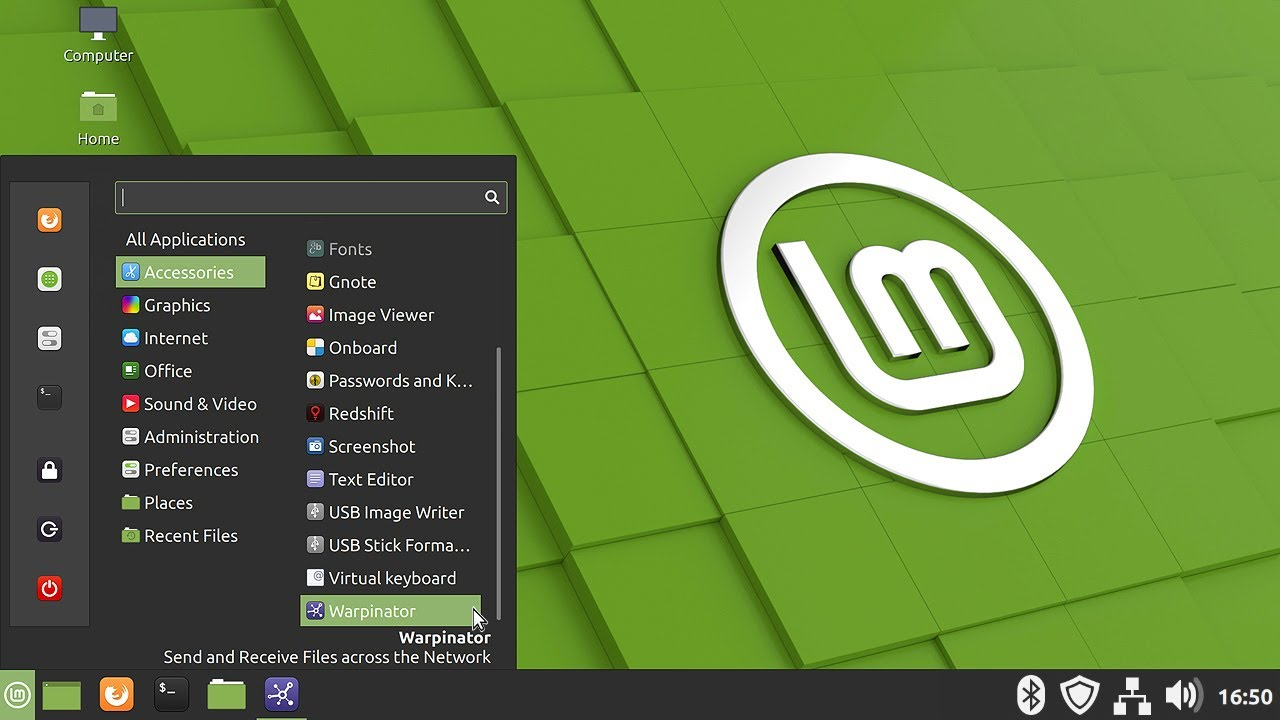 Computer
Home
All Applications
Accessories
Graphics
Internet
Office
Sound & Video
Administration
Preferences
Places
Recent Files
Fonts
Gnote
Image Viewer
Onboard
Passwords and K...
Redshift
Screenshot
Text Editor
USB Image Writer
USB Stick Forma...
Virtual keyboard
Warpinator
Warpinator
Send and Receive Files across the Network
16:50